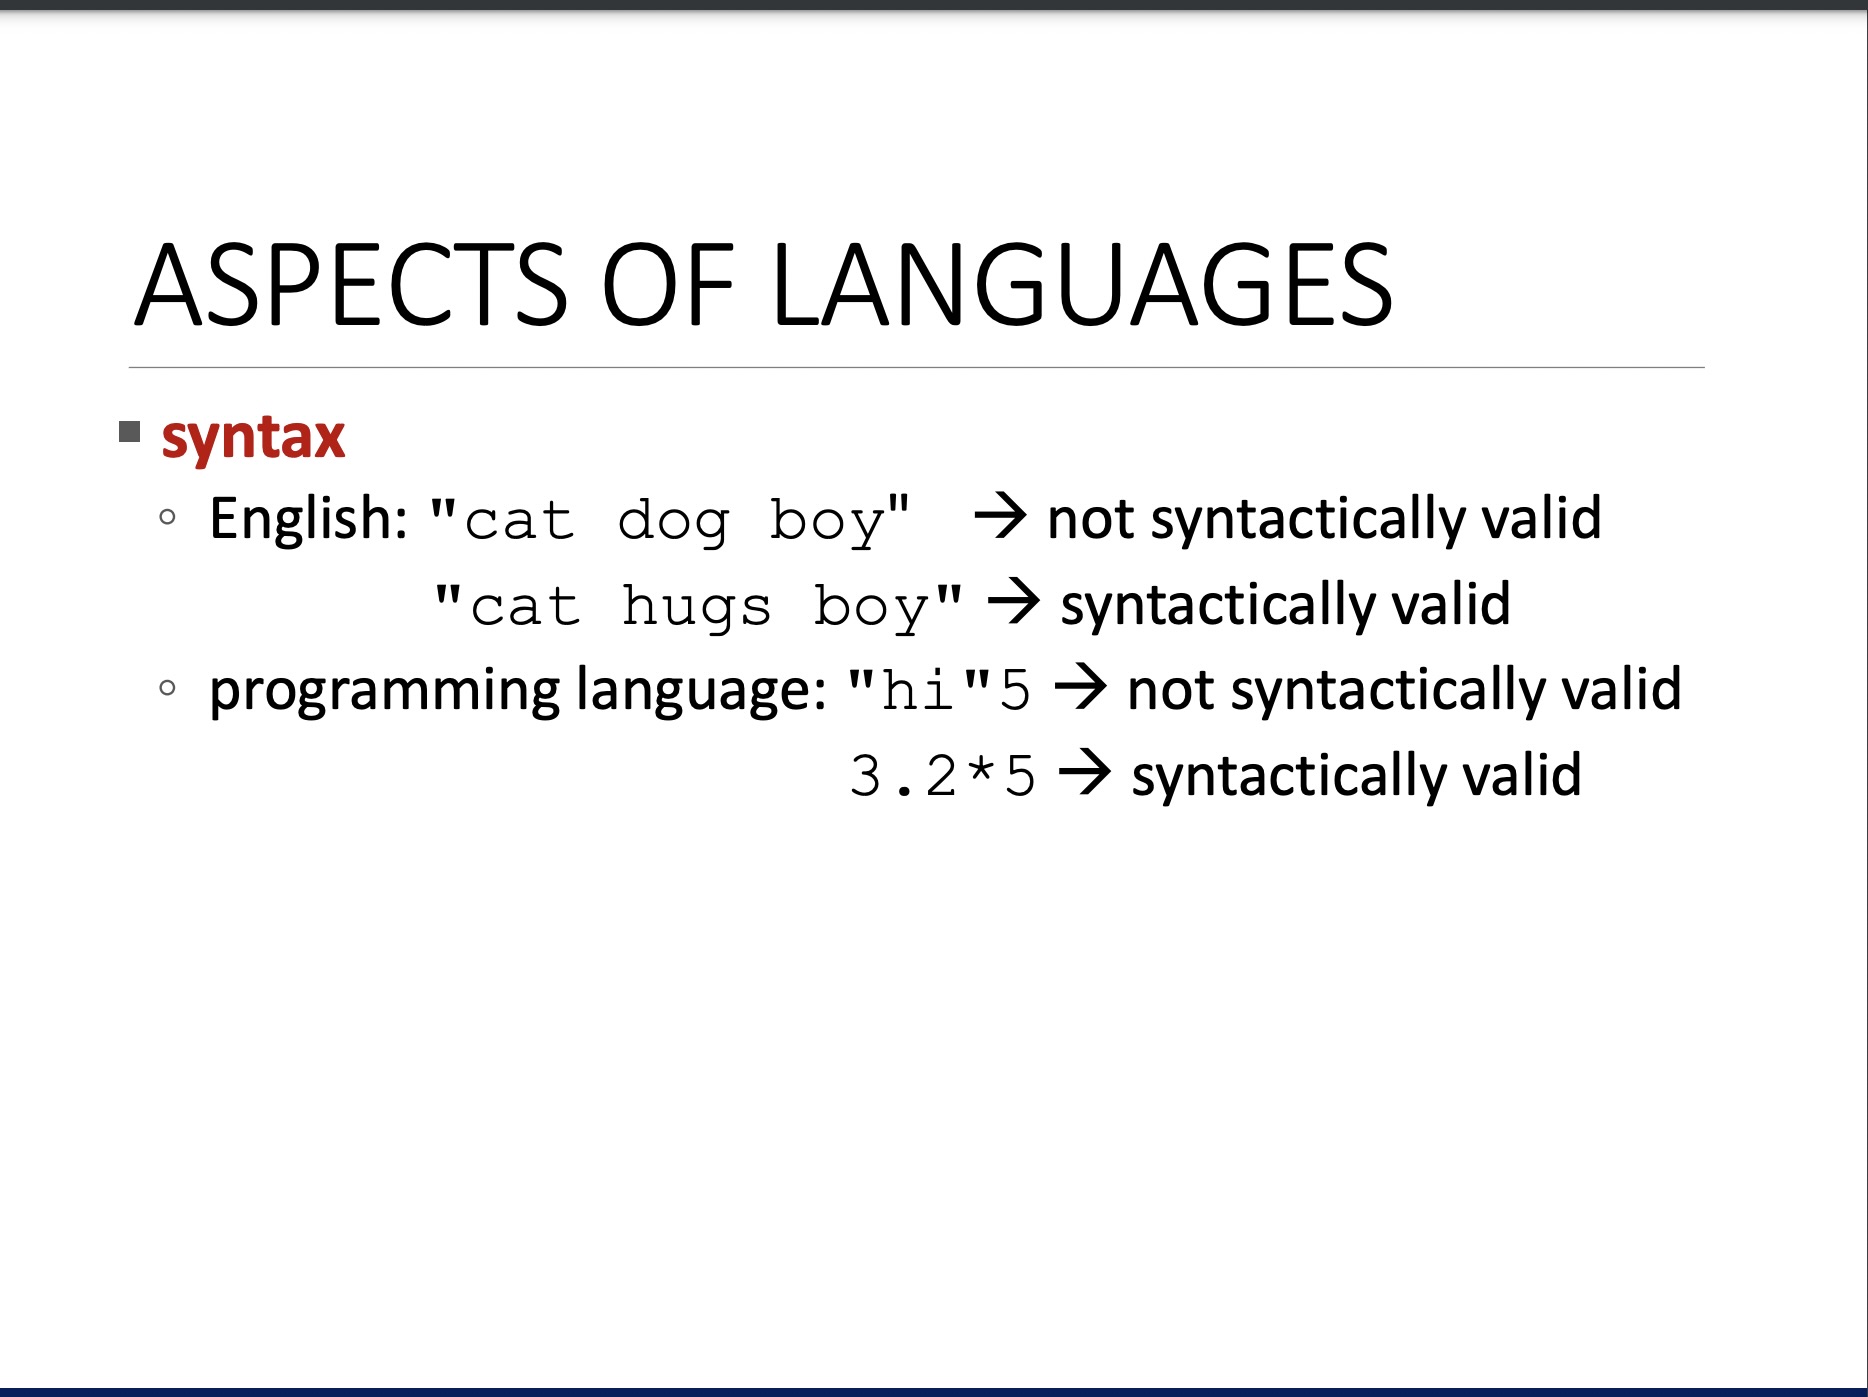 ASPECTS OF LANGUAGES
▪ syntax
◦ English: "cat dog boy" → not syntactically valid
"cat hugs boy" → syntactically valid
◦ programming language: "hi"5 → not syntactically valid
3.2*5 → syntactically valid